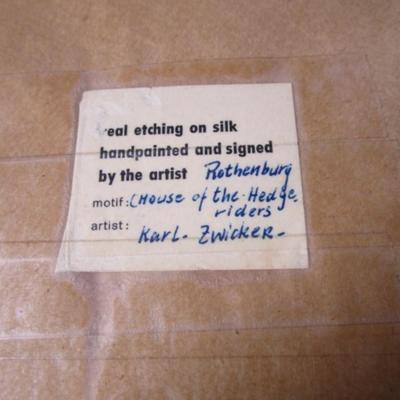 real etching on silk
handpainted and signed
by the artist Rothenburg
motif: (House of the Hedge
riders
artist: Karl. Zwicker-